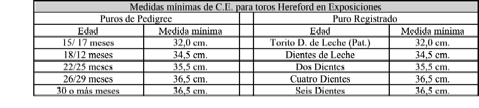 Medidas mínimas de C.E. para toros Hereford en Exposiciones
Puros de Pedigree Puro Registrado
Edad Medida mínima Edad Medida mínima
15/ 17 meses 32,0 cm. Torito D. de Leche (Pat.) 32,0 cm.
18/12 meses 34,5 cm. Dientes de Leche 34,5 cm.
22/25 meses 35,5 cm. Dos Dientes 35,5 cm.
26/29 meses 36,5 cm. Cuatro Dientes 36,5 cm.
30 o más meses 36,5 cm. Seis Dientes 36,5 cm.